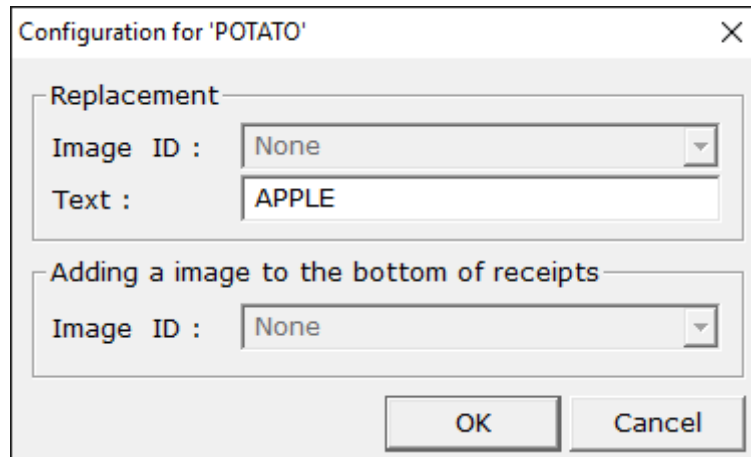 Configuration for 'POTATO'
Replacement
Image ID : None
Text : APPLE
Adding a image to the bottom of receipts
Image ID : None
OK Cancel